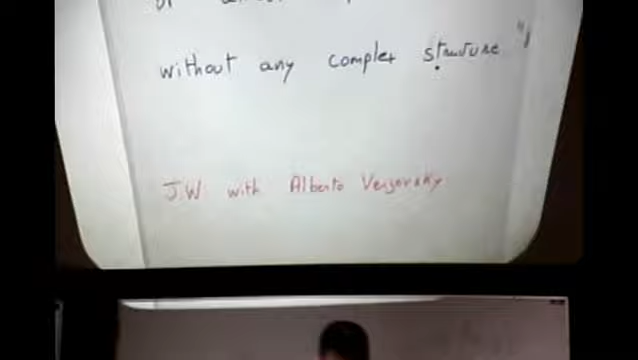 without any complex structure "
J.W with Alberto Verjovsky